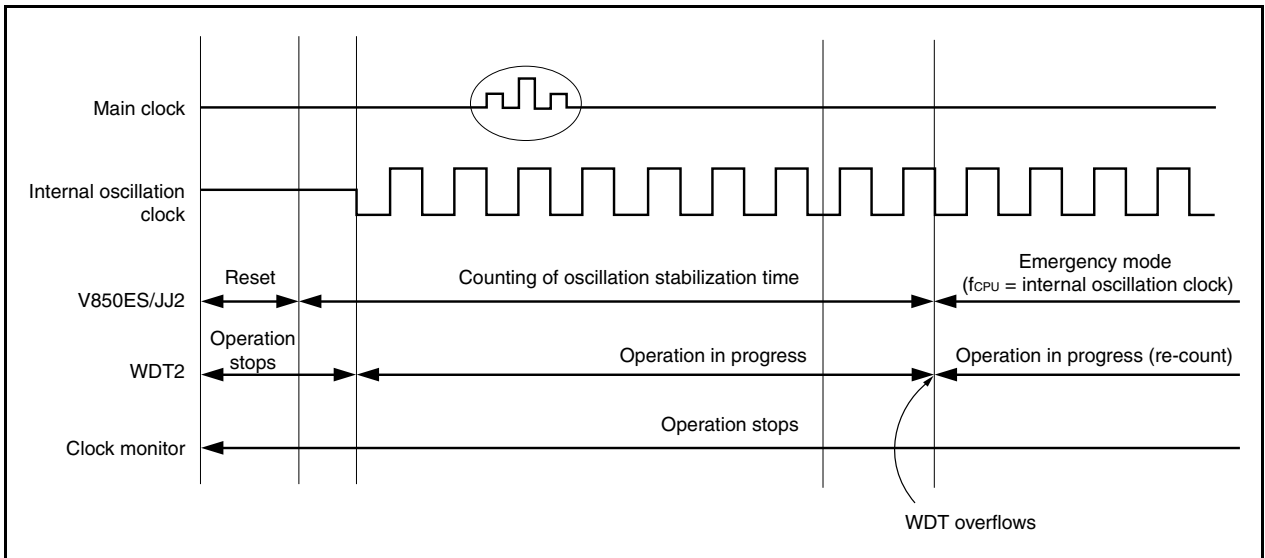 Main clock
Internal oscillation
clock
Reset
Counting of oscillation stabilization time
Emergency mode
(fCPU = internal oscillation clock)
V850ES/JJ2
Operation
stops
Operation in progress
Operation in progress (re-count)
WDT2
Operation stops
Clock monitor
WDT overflows